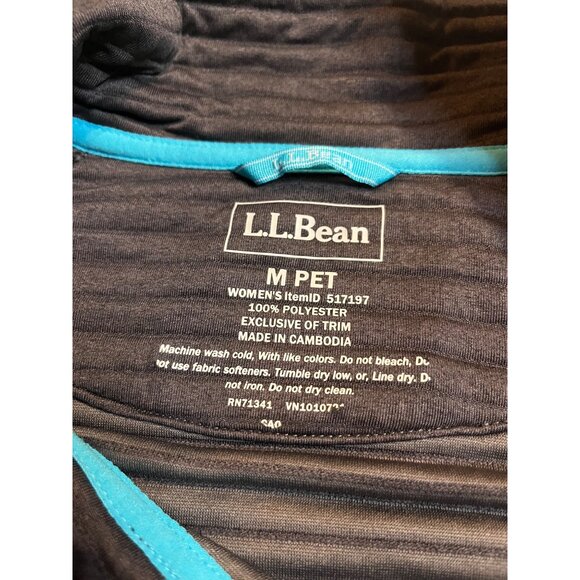 L.L.Bean
L.L.Bean
M PET
WOMEN'S ItemID 517197
100% POLYESTER
EXCLUSIVE OF TRIM
MADE IN CAMBODIA
Machine wash cold, With like colors. Do not bleach,
not use fabric softeners. Tumble dry low, or, Line dry.
not iron. Do not dry clean.
RN71341